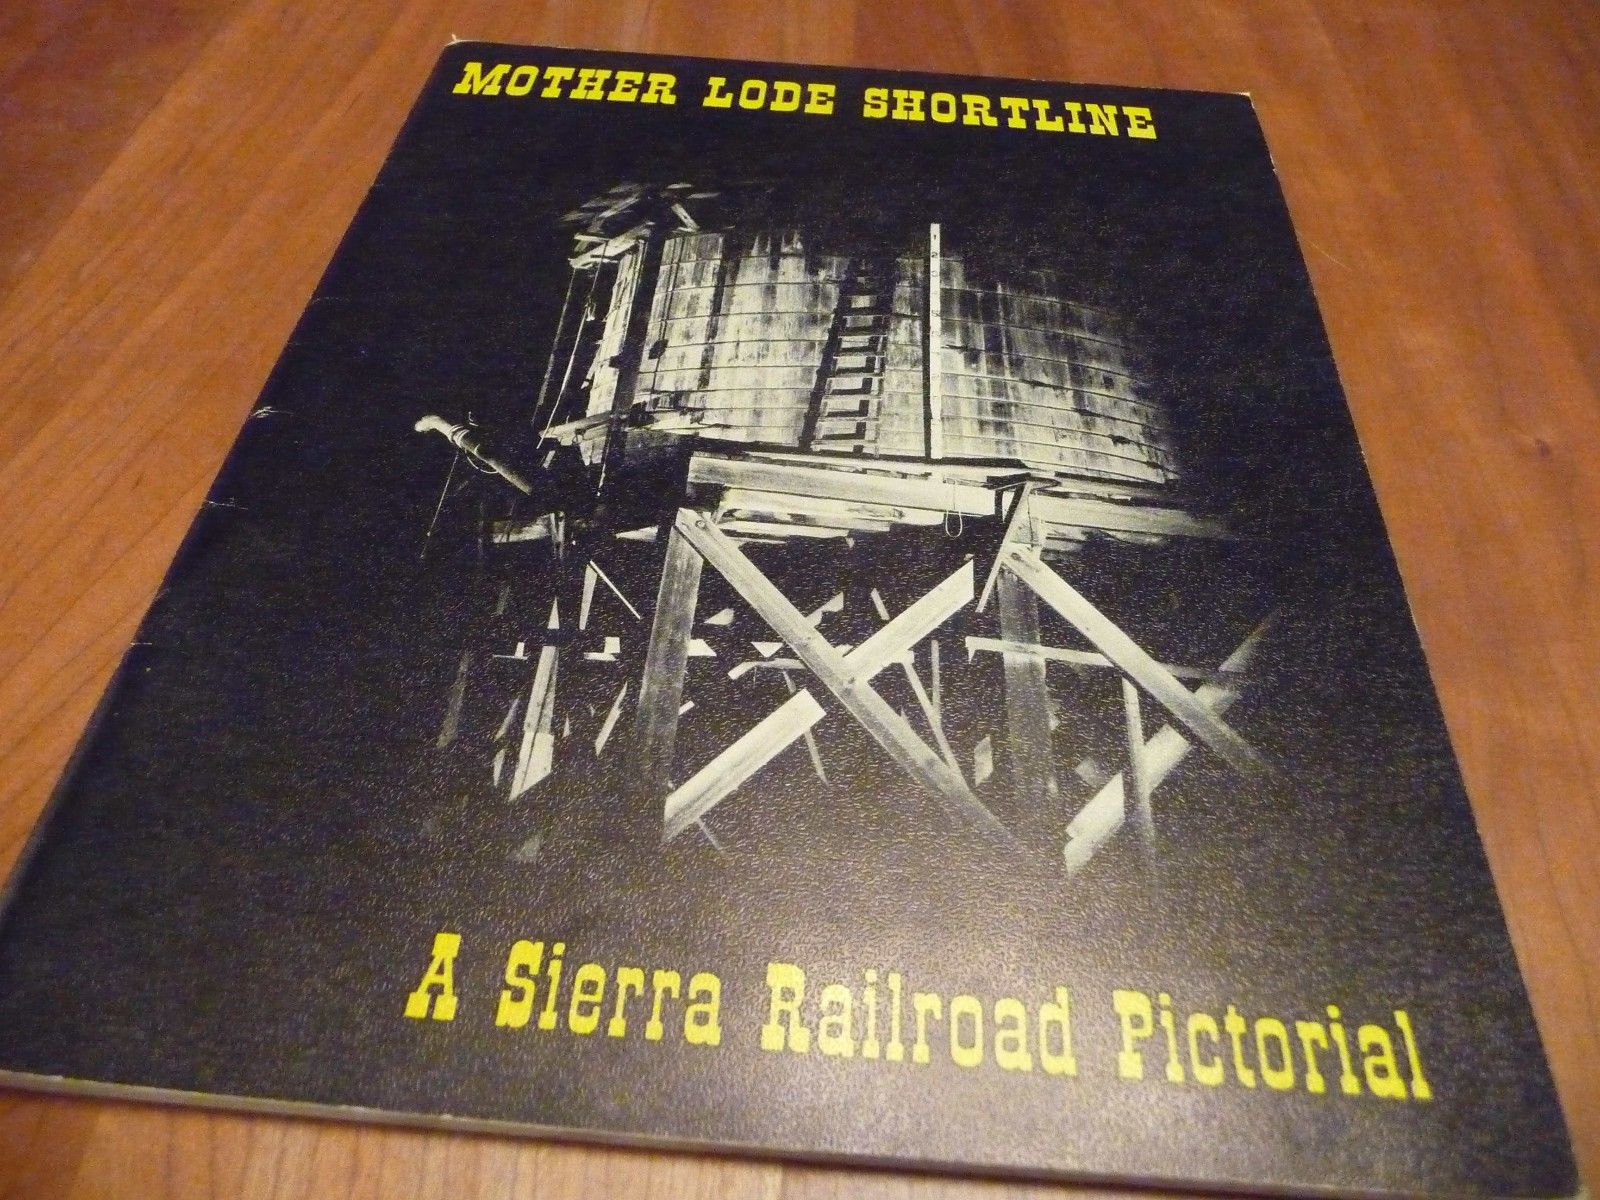 MOTHER LODE SHORTLINE
A Sierra Railroad Pictorial